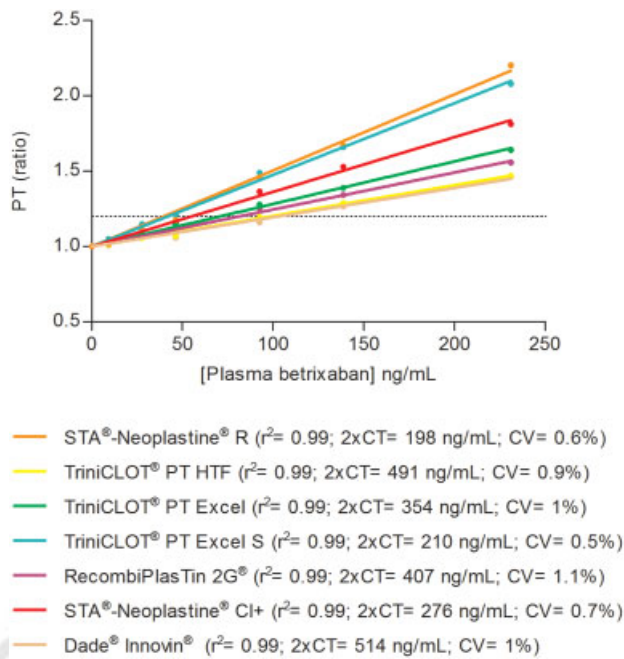 2.5
2.0
1.5
1.0
0.5
PT (ratio)
0 50 100 150 200 250
[Plasma betrixaban] ng/mL
STA®-Neoplastine® R (r²= 0.99; 2xCT= 198 ng/mL; CV= 0.6%)
TriniCLOT® PT HTF (r²= 0.99; 2xCT= 491 ng/mL; CV= 0.9%)
TriniCLOT® PT Excel (r²= 0.99; 2xCT= 354 ng/mL; CV= 1%)
TriniCLOT® PT Excel S (r²= 0.99; 2xCT= 210 ng/mL; CV= 0.5%)
RecombiPlasTin 2G® (r²= 0.99; 2xCT= 407 ng/mL; CV= 1.1%)
STA®-Neoplastine® CI+ (r²= 0.99; 2xCT= 276 ng/mL; CV= 0.7%)
Dade® Innovin® (r²= 0.99; 2xCT= 514 ng/mL; CV= 1%)